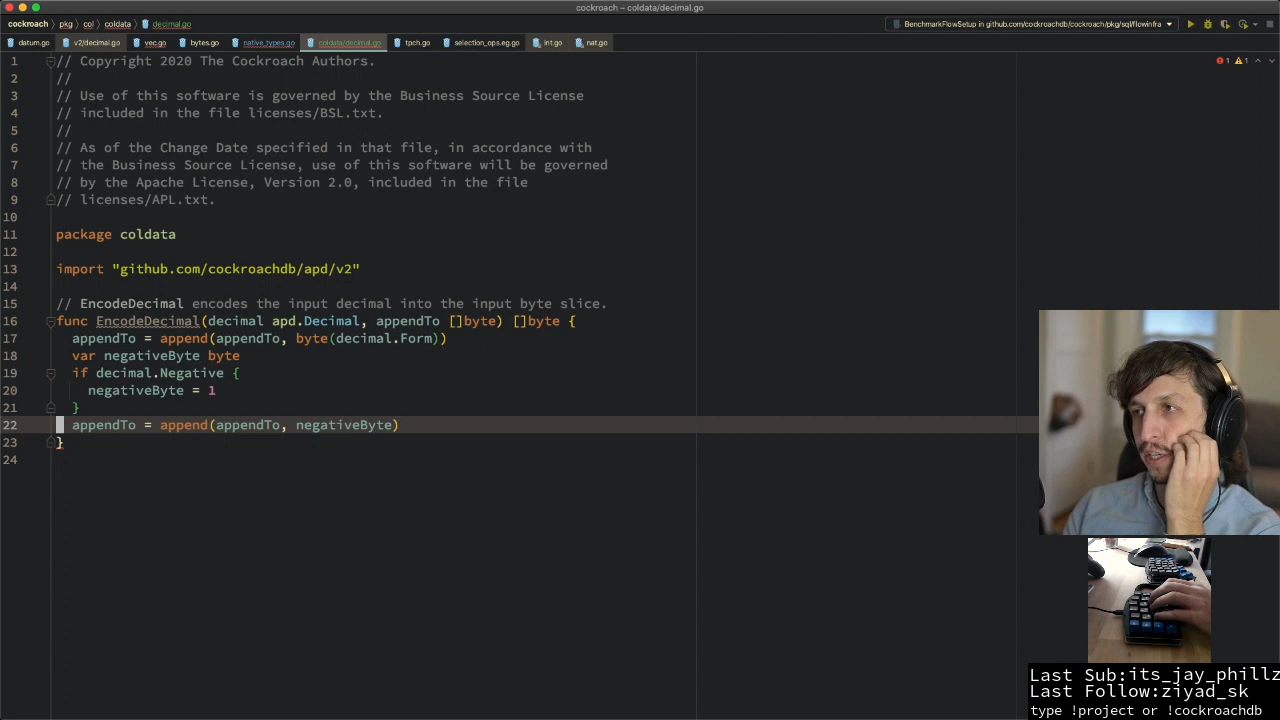 cockroach – coldata/decimal.go
cockroach
pkg
col
coldata
decimal.go
BenchmarkFlowSetup in github.com/cockroachdb/cockroach/pkg/sql/flowinfra
datum.go
v2/decimal.go
vec.go
bytes.go
native_types.go
coldata/decimal.go
tpch.go
selection_ops.eg.go
int.go
nat.go
1 // Copyright 2020 The Cockroach Authors.
2 //
3 // Use of this software is governed by the Business Source License
4 // included in the file licenses/BSL.txt.
5 //
6 // As of the Change Date specified in that file, in accordance with
7 // the Business Source License, use of this software will be governed
8 // by the Apache License, Version 2.0, included in the file
9 // licenses/APL.txt.
10
11 package coldata
12
13 import "github.com/cockroachdb/apd/v2"
14
15 // EncodeDecimal encodes the input decimal into the input byte slice.
16 func EncodeDecimal(decimal apd.Decimal, appendTo []byte) []byte {
17 appendTo = append(appendTo, byte(decimal.Form))
18 var negativeByte byte
19 if decimal.Negative {
20 negativeByte = 1
21 }
22 appendTo = append(appendTo, negativeByte)
23 }
24
1 1
Last Sub:its_jay_phillz
Last Follow:ziyad_sk
type !project or !cockroachdb